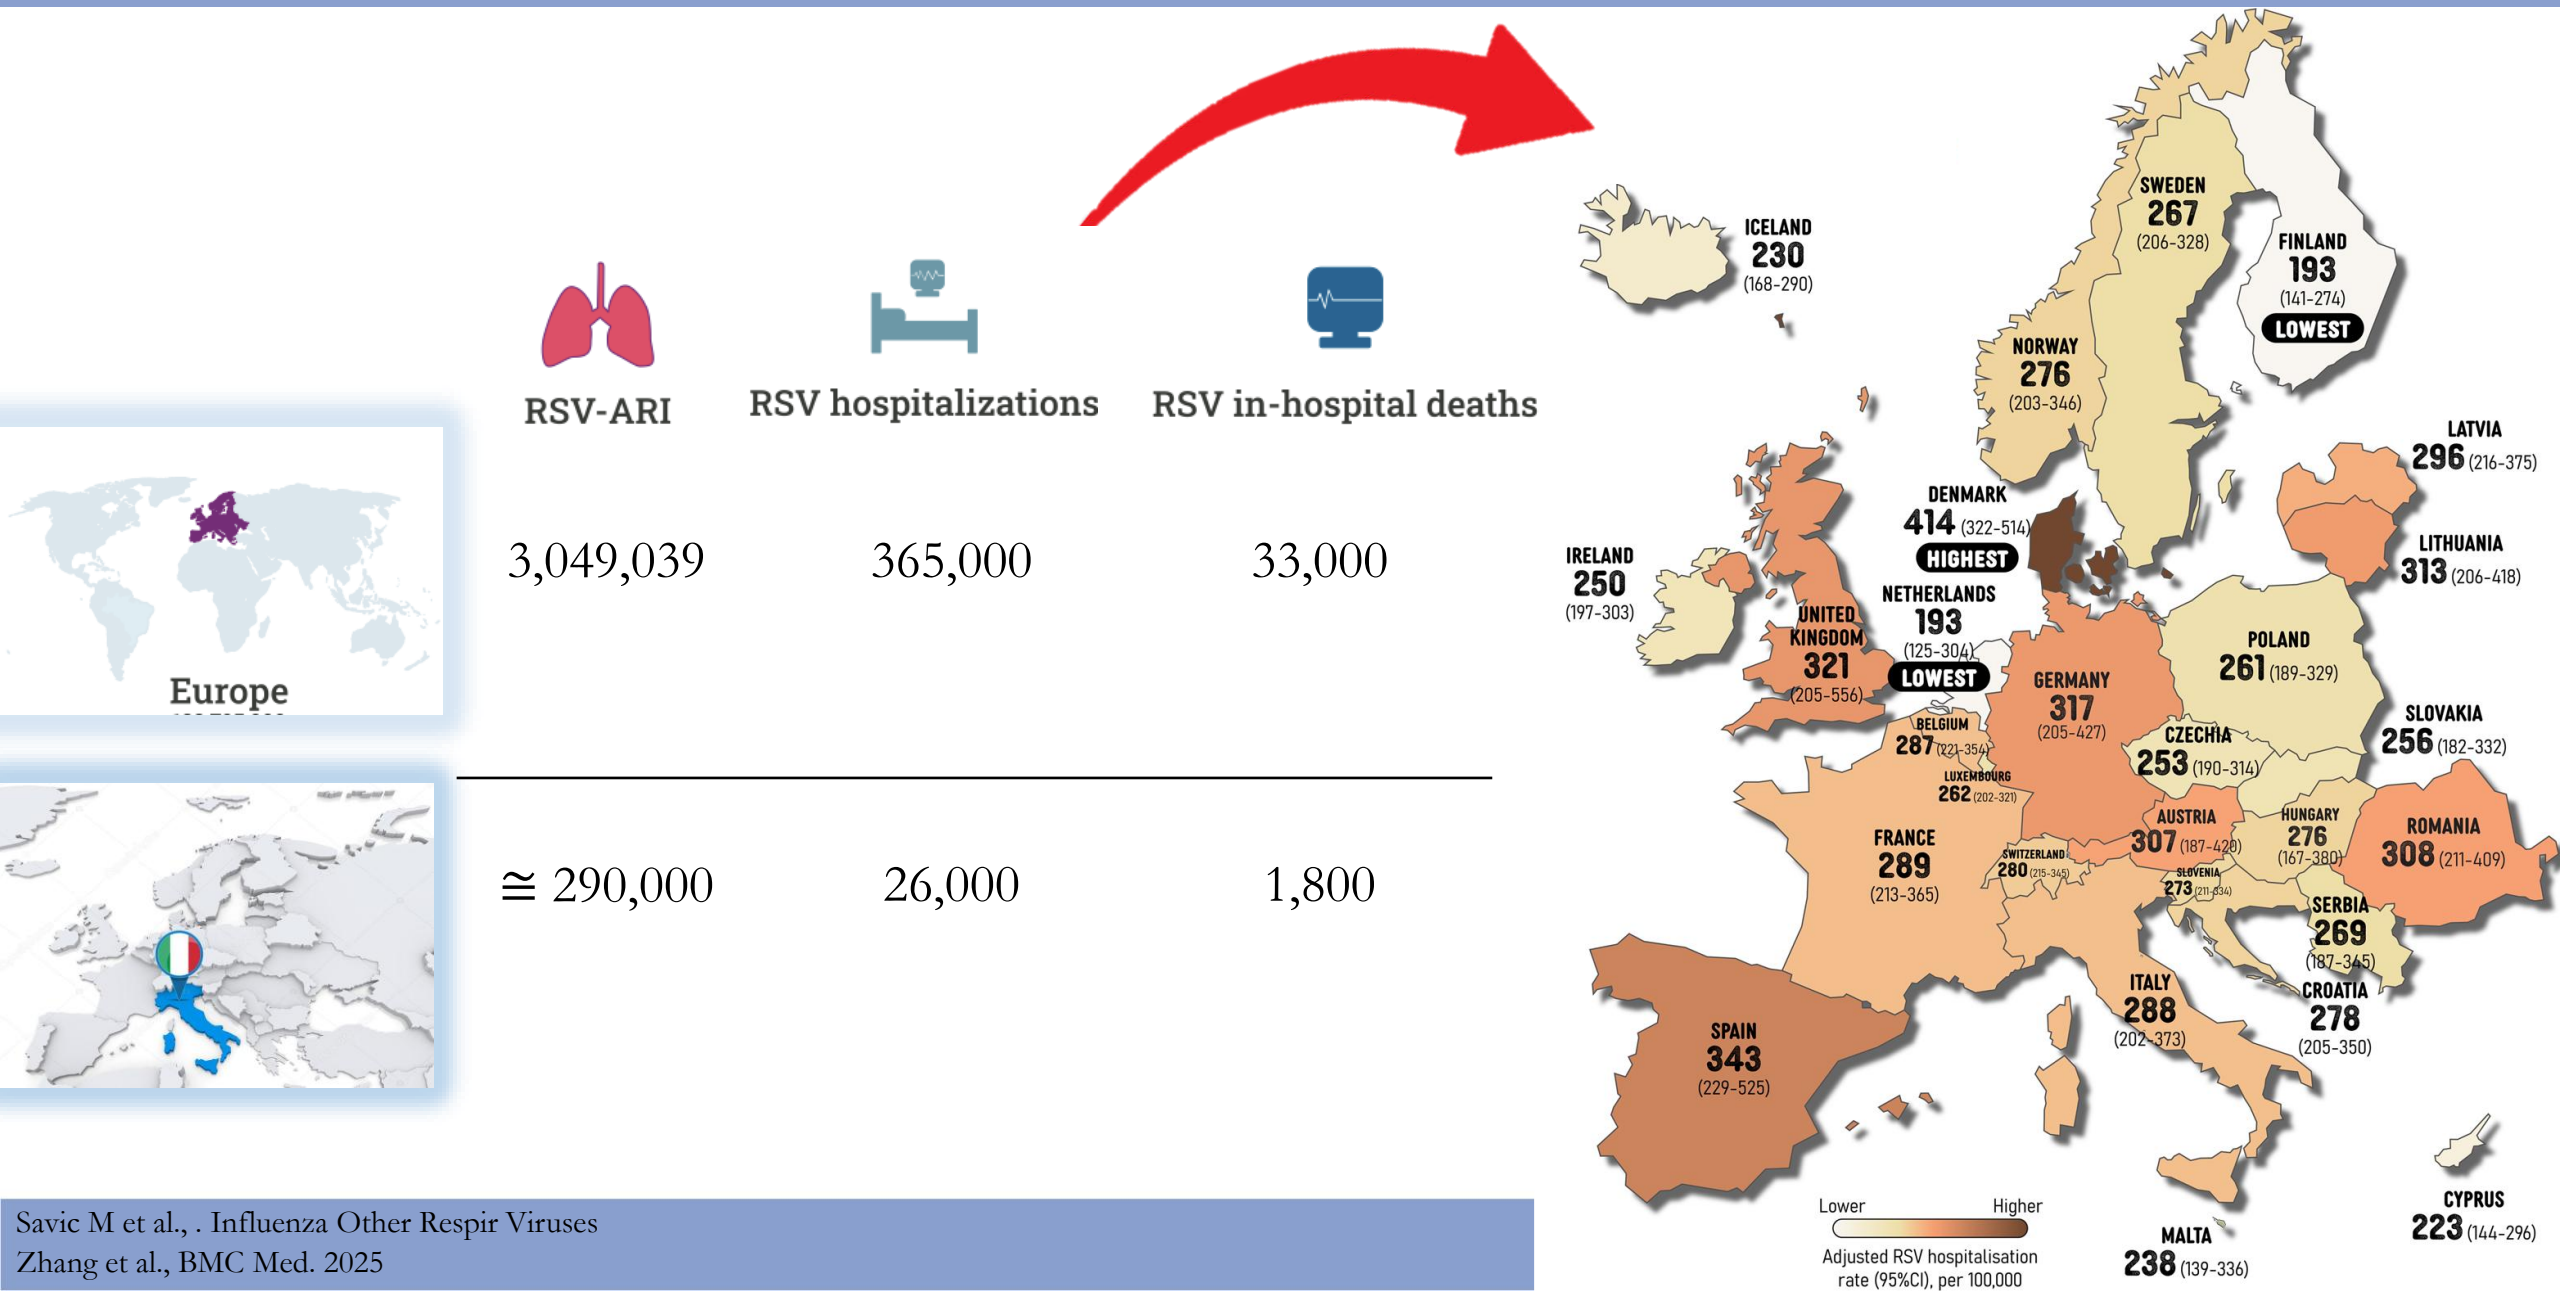 RSV-ARI
RSV hospitalizations
RSV in-hospital deaths
Europe
3,049,039
365,000
33,000
≅ 290,000
26,000
1,800
Savic M et al., . Influenza Other Respir Viruses
Zhang et al., BMC Med. 2025
ICELAND
230
(168-290)
SWEDEN
267
(206-328)
FINLAND
193
(141-274)
LOWEST
NORWAY
276
(203-346)
LATVIA
296 (216-375)
LITHUANIA
313 (206-418)
DENMARK
414 (322-514)
HIGHEST
IRELAND
250
(197-303)
UNITED
KINGDOM
321
(205-556)
NETHERLANDS
193
(125-304)
LOWEST
GERMANY
317
(205-427)
POLAND
261 (189-329)
BELGIUM
287 (221-354)
LUXEMBOURG
262 (202-321)
CZECHIA
253 (190-314)
SLOVAKIA
256 (182-332)
FRANCE
289
(213-365)
SWITZERLAND
280 (215-345)
AUSTRIA
307 (187-420)
HUNGARY
276
(167-380)
ROMANIA
308 (211-409)
SLOVENIA
273 (211-334)
SERBIA
269
(187-345)
CROATIA
278
(205-350)
ITALY
288
(202-373)
SPAIN
343
(229-525)
CYPRUS
223 (144-296)
MALTA
238 (139-336)
Lower
Higher
Adjusted RSV hospitalisation
rate (95%CI), per 100,000